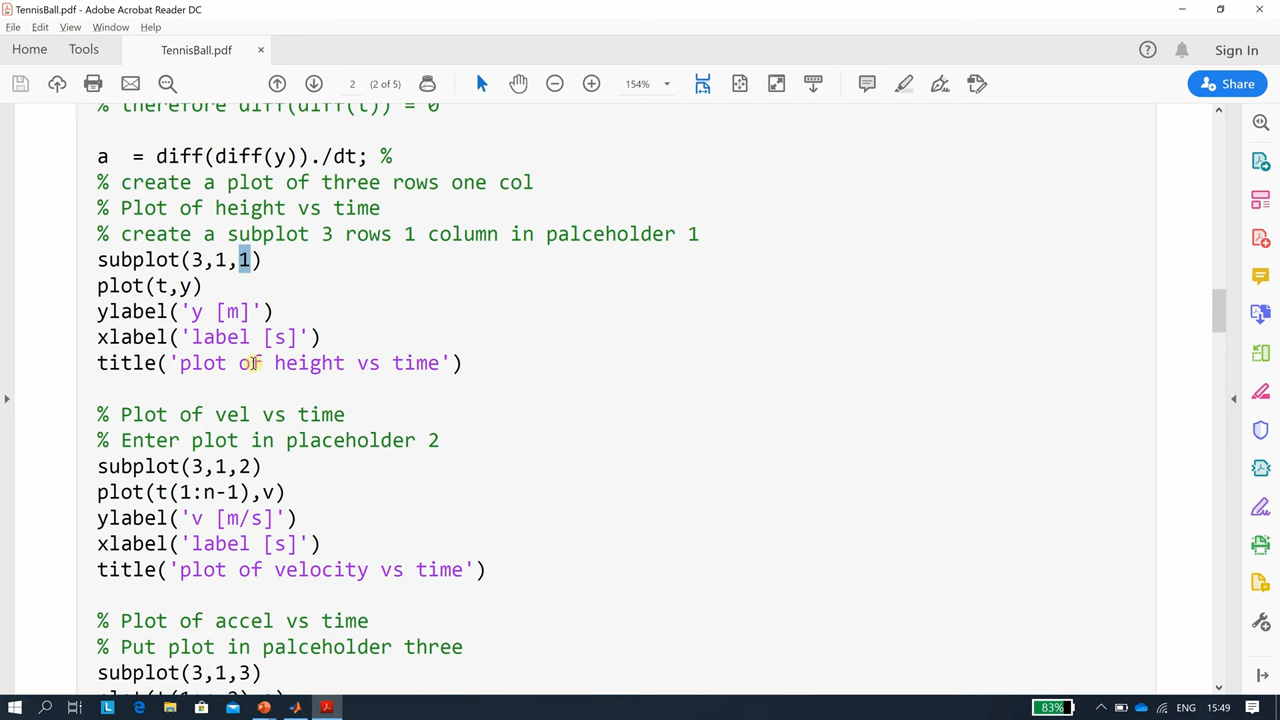 TennisBall.pdf - Adobe Acrobat Reader DC
File Edit View Window Help
Home Tools TennisBall.pdf × Sign In
2 (2 of 5) 154% Share
% therefore diff(diff(t)) = 0
a  = diff(diff(y))./dt; %
% create a plot of three rows one col
% Plot of height vs time
% create a subplot 3 rows 1 column in palceholder 1
subplot(3,1,1)
plot(t,y)
ylabel('y [m]')
xlabel('label [s]')
title('plot of height vs time')
% Plot of vel vs time
% Enter plot in placeholder 2
subplot(3,1,2)
plot(t(1:n-1),v)
ylabel('v [m/s]')
xlabel('label [s]')
title('plot of velocity vs time')
% Plot of accel vs time
% Put plot in palceholder three
subplot(3,1,3)
83% ENG 15:49